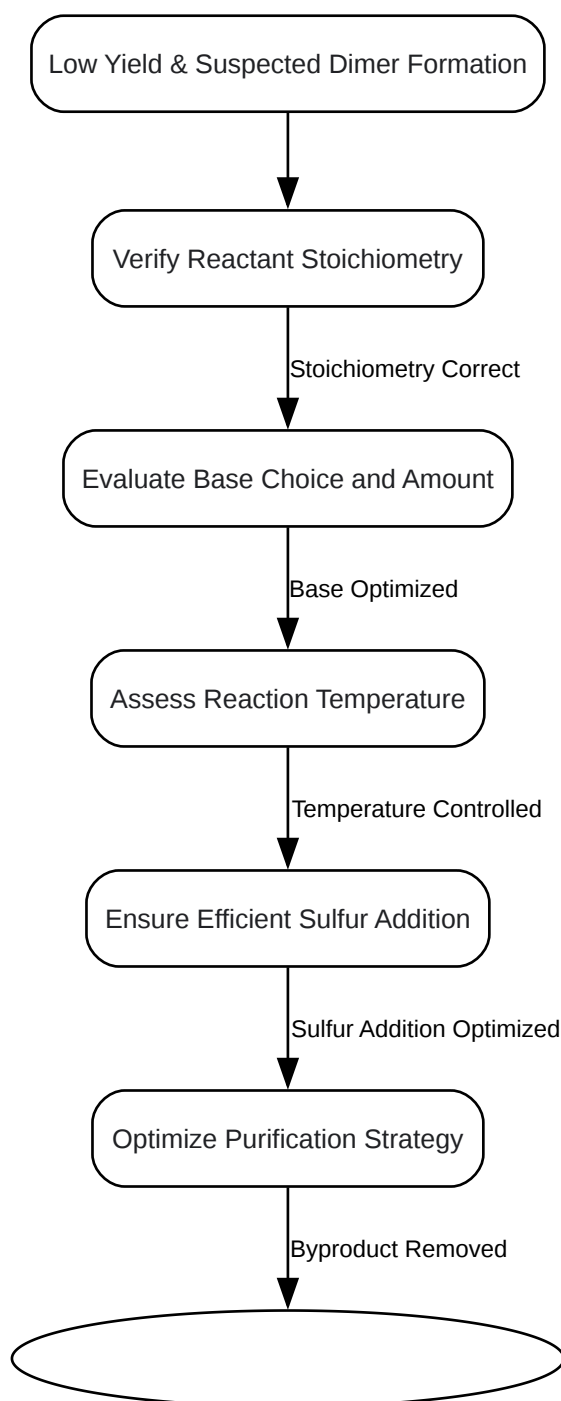 Low Yield & Suspected Dimer Formation
Verify Reactant Stoichiometry
Stoichiometry Correct
Evaluate Base Choice and Amount
Base Optimized
Assess Reaction Temperature
Temperature Controlled
Ensure Efficient Sulfur Addition
Sulfur Addition Optimized
Optimize Purification Strategy
Byproduct Removed